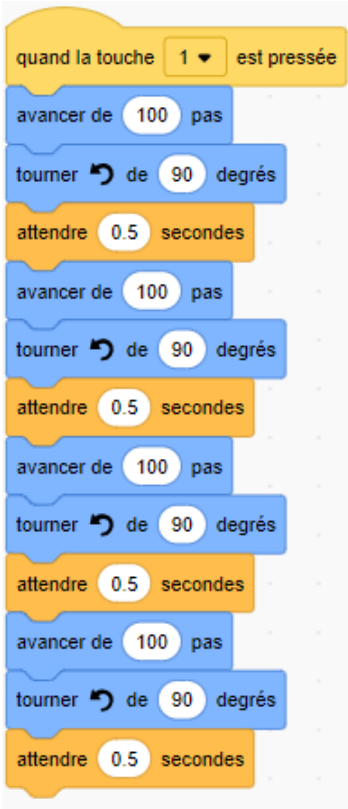 quand la touche 1 est pressée
avancer de 100 pas
tourner de 90 degrés
attendre 0.5 secondes
avancer de 100 pas
tourner de 90 degrés
attendre 0.5 secondes
avancer de 100 pas
tourner de 90 degrés
attendre 0.5 secondes
avancer de 100 pas
tourner de 90 degrés
attendre 0.5 secondes